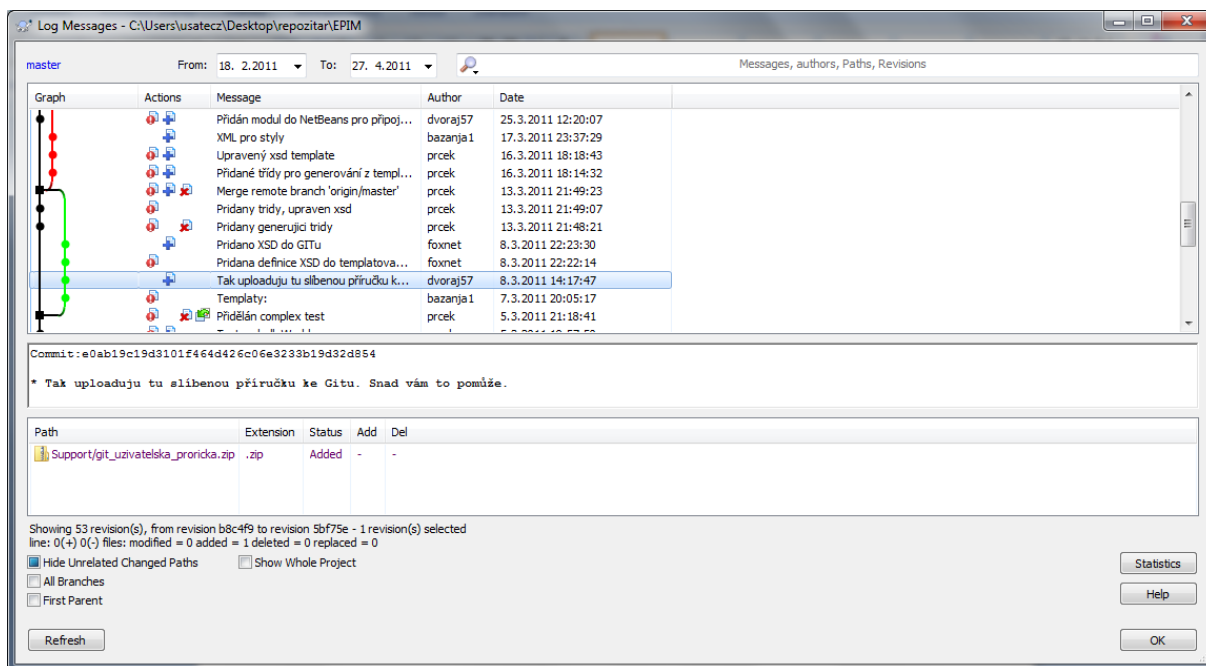 Log Messages - C:\Users\usatecz\Desktop\repozitar\EPIM
master From: 18. 2.2011 To: 27. 4.2011 Messages, authors, Paths, Revisions
Graph Actions Message Author Date
Přidán modul do NetBeans pro připoj... dvoraj57 25.3.2011 12:20:07
XML pro styly bazanja1 17.3.2011 23:37:29
Upravený xsd template prcek 16.3.2011 18:18:43
Přidané třídy pro generování z templ... prcek 16.3.2011 18:14:32
Merge remote branch 'origin/master' prcek 13.3.2011 21:49:23
Pridany tridy, upraven xsd prcek 13.3.2011 21:49:07
Pridany generujici tridy prcek 13.3.2011 21:48:21
Pridano XSD do GITu foxnet 8.3.2011 22:23:30
Pridana definice XSD do templatova... foxnet 8.3.2011 22:22:14
Tak uploaduju tu slíbenou příručku k... dvoraj57 8.3.2011 14:17:47
Templaty: bazanja1 7.3.2011 20:05:17
Přidělán complex test prcek 5.3.2011 21:18:41
Commit:e0ab19c19d3101f464d426c06e3233b19d32d854
* Tak uploaduju tu slíbenou příručku ke Gitu. Snad vám to pomůže.
Path Extension Status Add Del
Support/git_uzivatelska_proricka.zip .zip Added - -
Showing 53 revision(s), from revision b8c4f9 to revision 5bf75e - 1 revision(s) selected
line: 0(+) 0(-) files: modified = 0 added = 1 deleted = 0 replaced = 0
Hide Unrelated Changed Paths Show Whole Project Statistics
All Branches
First Parent Help
Refresh OK